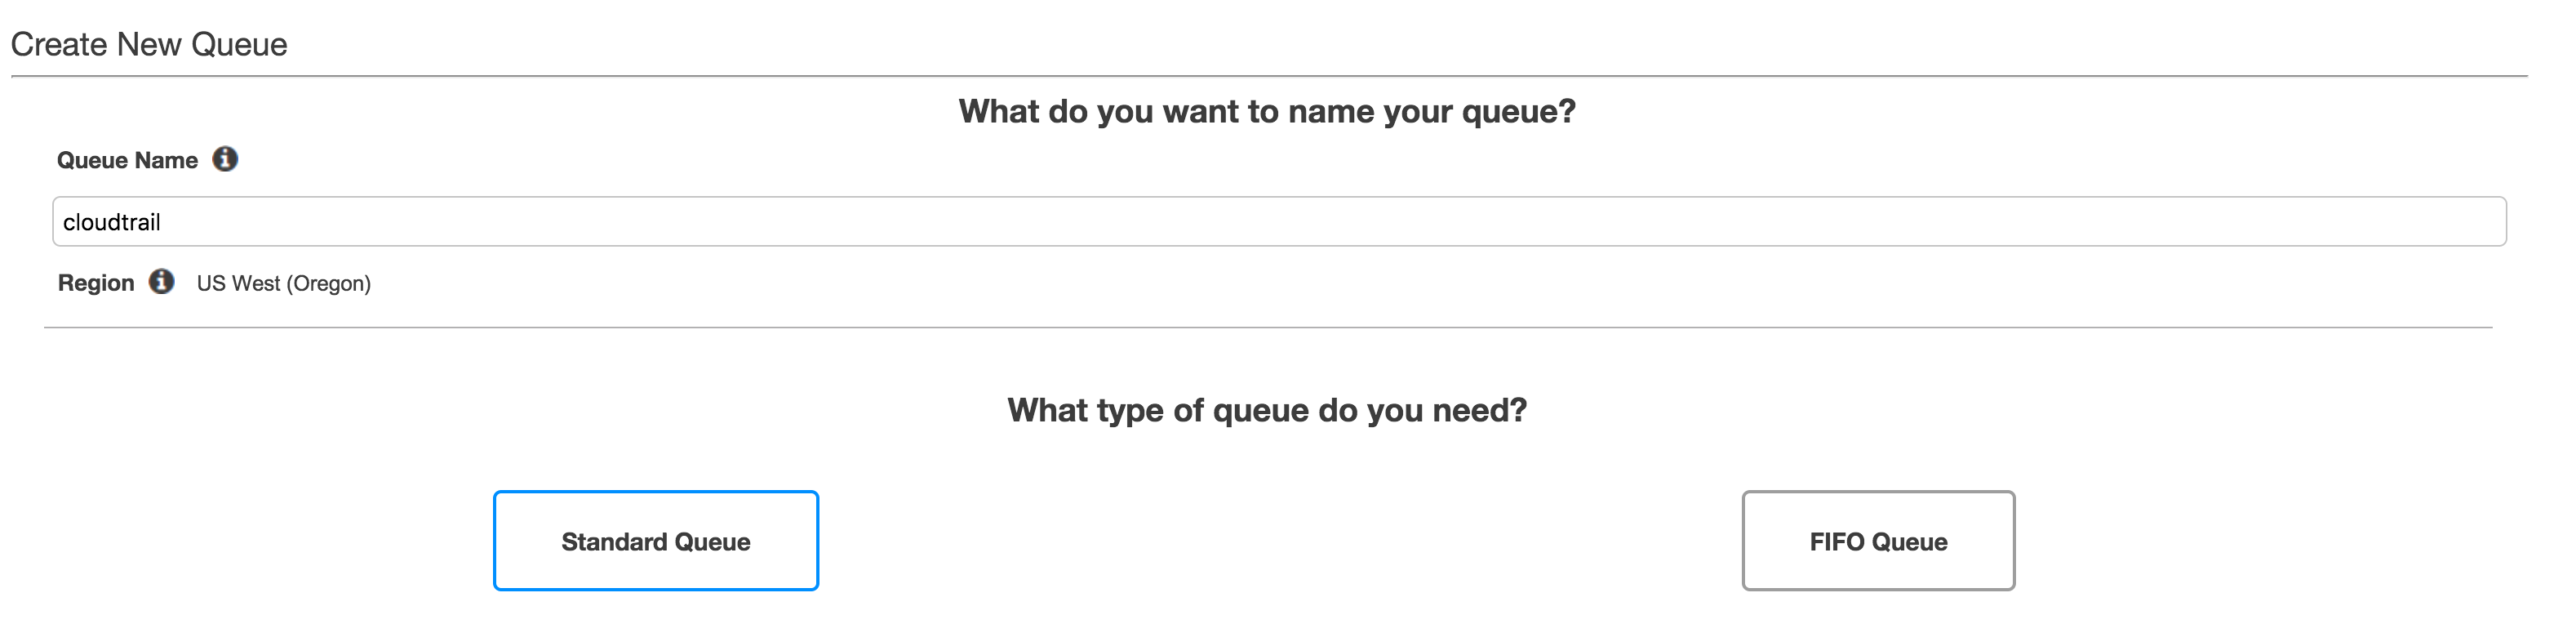 Create New Queue
What do you want to name your queue?
Queue Name
cloudtrail
Region US West (Oregon)
What type of queue do you need?
Standard Queue FIFO Queue